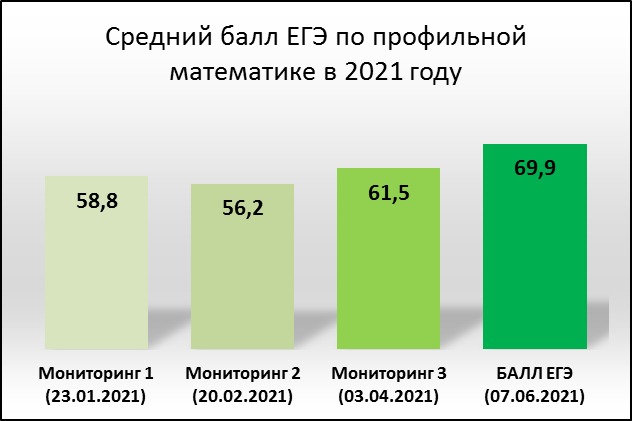 Средний балл ЕГЭ по профильной
математике в 2021 году
58,8
56,2
61,5
69,9
Мониторинг 1
(23.01.2021)
Мониторинг 2
(20.02.2021)
Мониторинг 3
(03.04.2021)
БАЛЛ ЕГЭ
(07.06.2021)